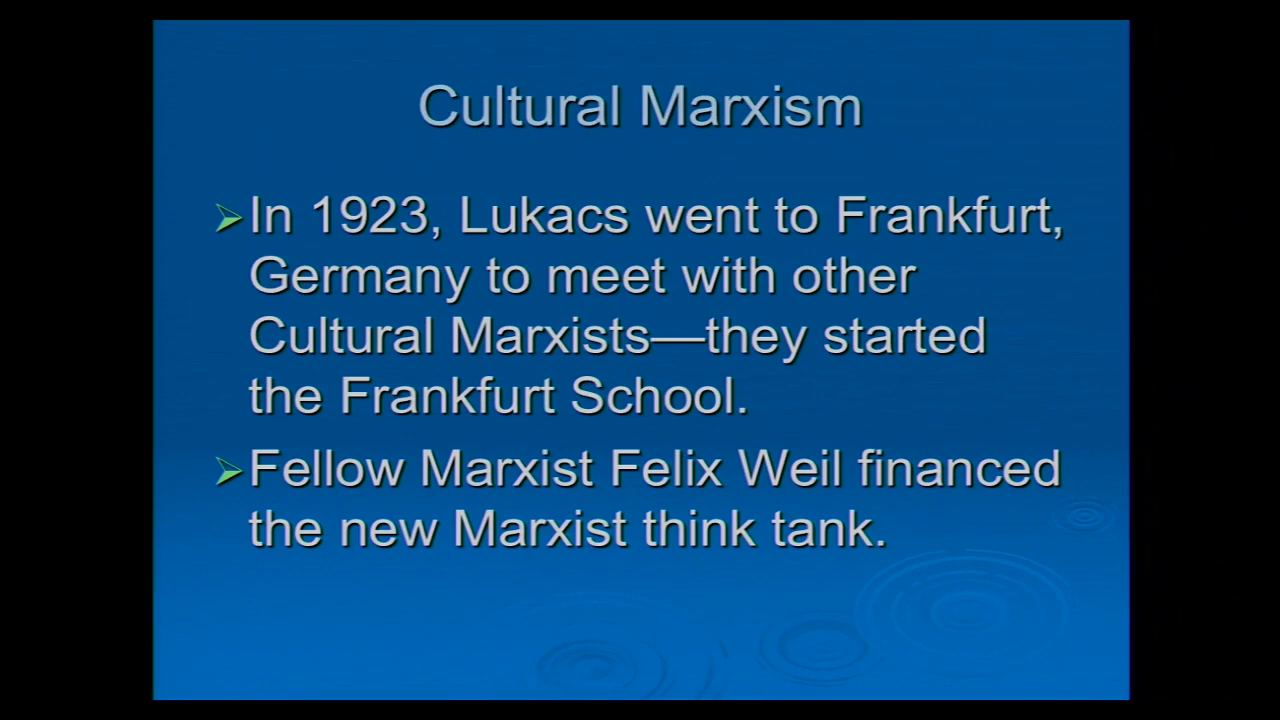 Cultural Marxism
In 1923, Lukacs went to Frankfurt,
Germany to meet with other
Cultural Marxists—they started
the Frankfurt School.
Fellow Marxist Felix Weil financed
the new Marxist think tank.